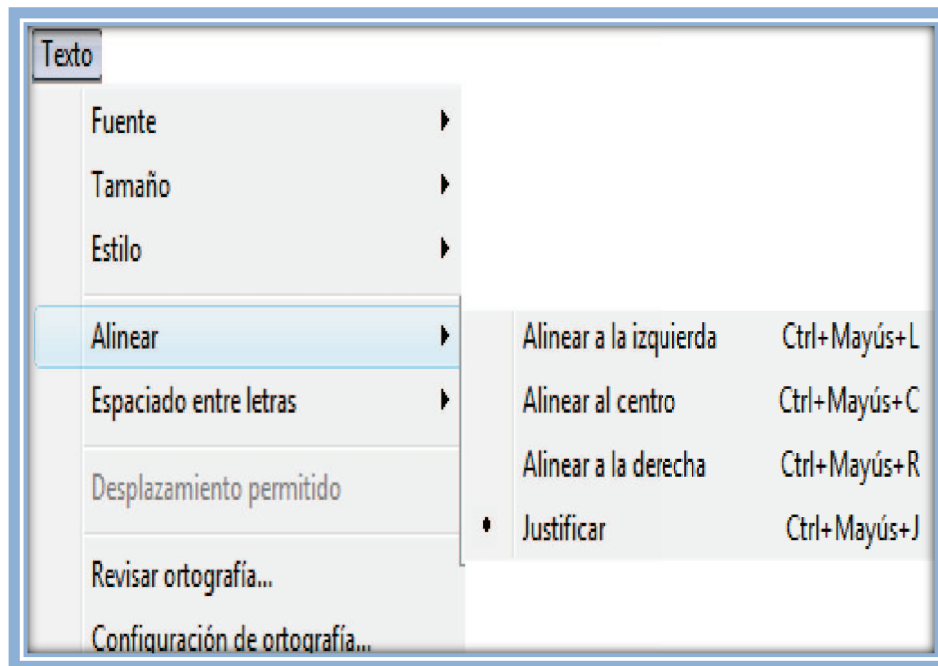 Texto
Fuente
Tamaño
Estilo
Alinear
Espaciado entre letras
Desplazamiento permitido
Revisar ortografía...
Configuración de ortografía...
Alinear a la izquierda Ctrl+Mayús+L
Alinear al centro Ctrl+Mayús+C
Alinear a la derecha Ctrl+Mayús+R
Justificar Ctrl+Mayús+J